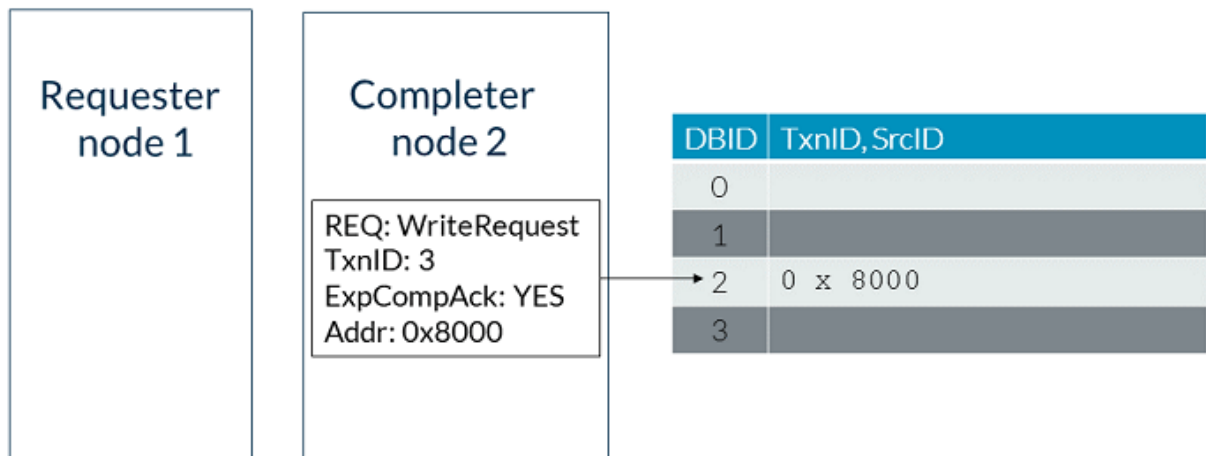 Requester
node 1
Completer
node 2
REQ: WriteRequest
TxnID: 3
ExpCompAck: YES
Addr: 0x8000
DBID TxnID, SrcID
0
1
2 0 x 8000
3